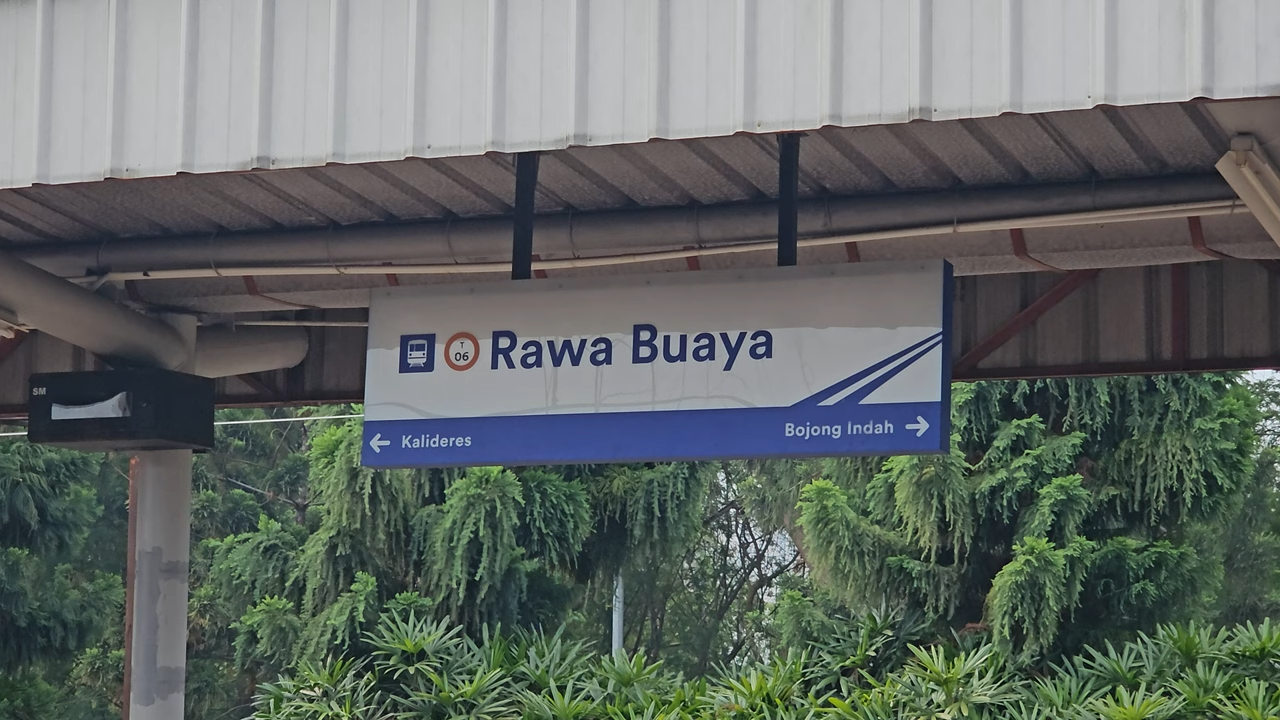 SM
T
06
Rawa Buaya
← Kalideres
Bojong Indah →